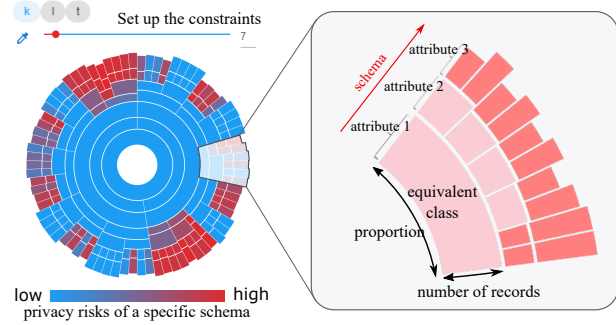 k l t
Set up the constraints
7
low high
privacy risks of a specific schema
schema
attribute 3
attribute 2
attribute 1
equivalent
class
proportion
number of records